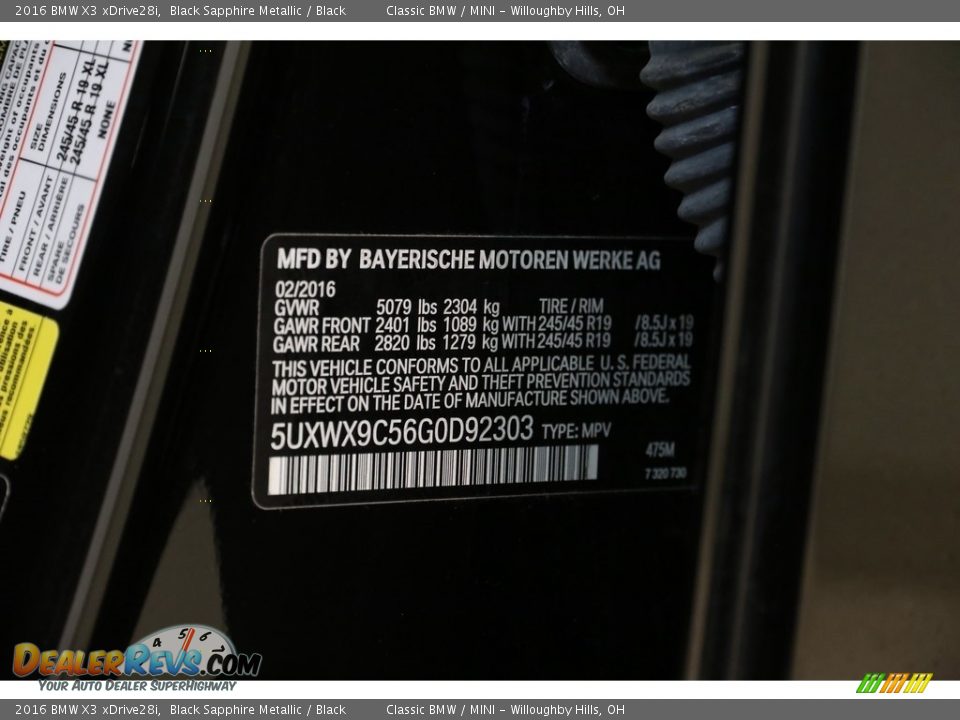 2016 BMW X3 xDrive28i, Black Sapphire Metallic / Black Classic BMW / MINI - Willoughby Hills, OH
TIRE / PNEU
SIZE
DIMENSIONS
FRONT / AVANT
245/45 R 19 XL
REAR / ARRIÈRE
245/45 R 19 XL
SPARE
DE SECOURS
NONE
MFD BY BAYERISCHE MOTOREN WERKE AG
02/2016
GVWR 5079 lbs 2304 kg TIRE / RIM
GAWR FRONT 2401 lbs 1089 kg WITH 245/45 R19 /8.5J x 19
GAWR REAR 2820 lbs 1279 kg WITH 245/45 R19 /8.5J x 19
THIS VEHICLE CONFORMS TO ALL APPLICABLE U. S. FEDERAL
MOTOR VEHICLE SAFETY AND THEFT PREVENTION STANDARDS
IN EFFECT ON THE DATE OF MANUFACTURE SHOWN ABOVE.
5UXWX9C56G0D92303 TYPE: MPV
475M
7 320 730
4 5 6 7
DEALERREVS.COM
YOUR AUTO DEALER SUPERHIGHWAY
2016 BMW X3 xDrive28i, Black Sapphire Metallic / Black Classic BMW / MINI - Willoughby Hills, OH